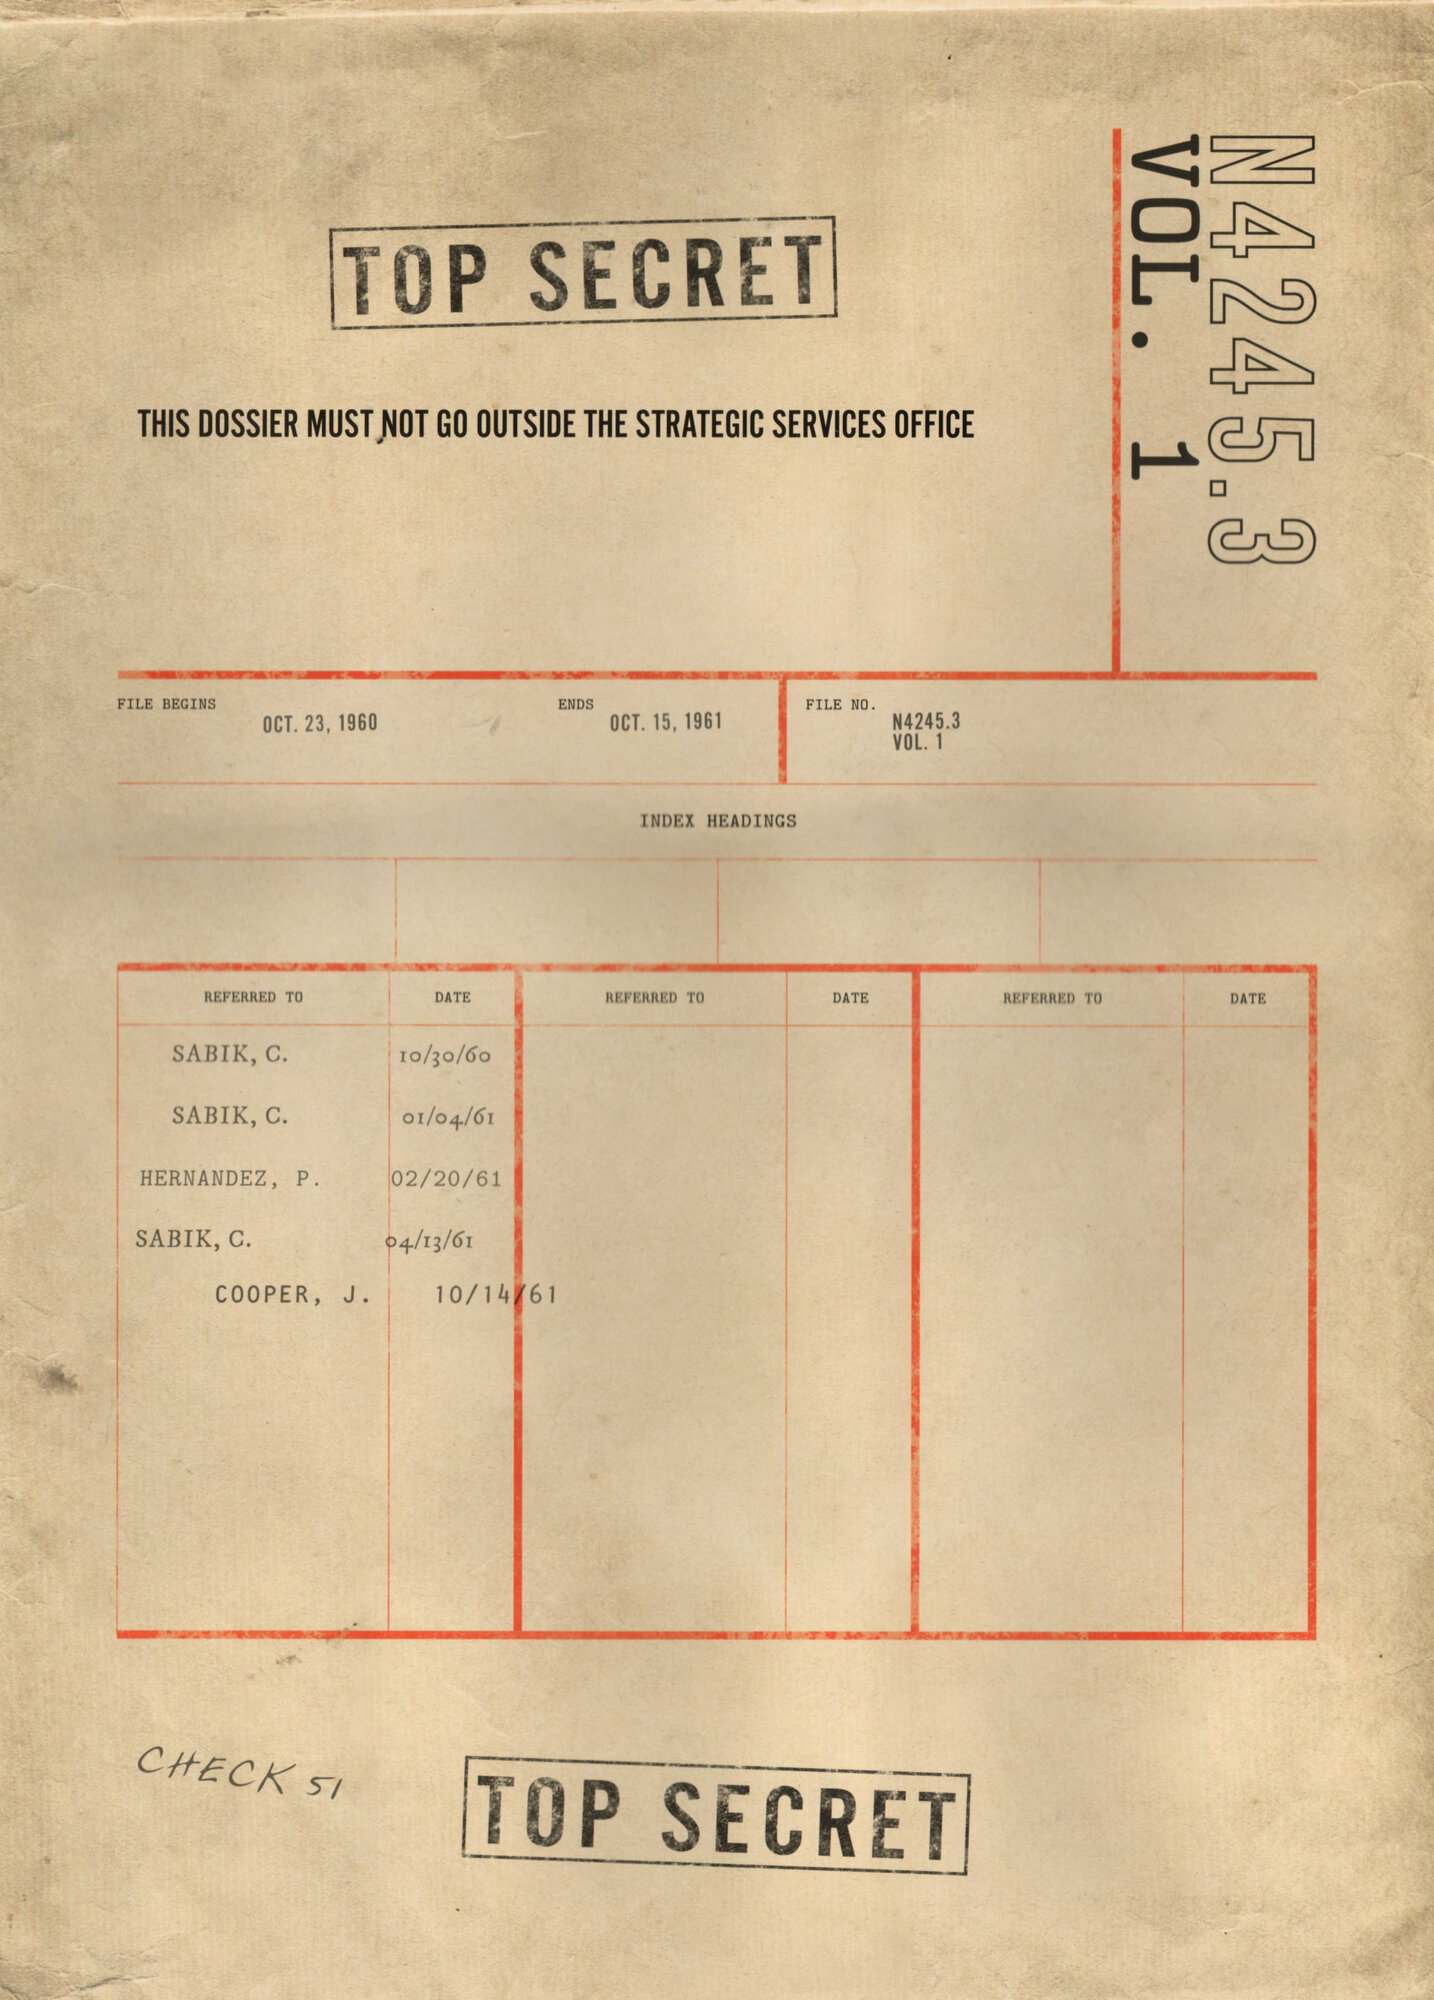 N4245.3
VOL. 1
TOP SECRET
THIS DOSSIER MUST NOT GO OUTSIDE THE STRATEGIC SERVICES OFFICE
FILE BEGINS OCT. 23, 1960 ENDS OCT. 15, 1961 FILE NO. N4245.3
VOL. 1
INDEX HEADINGS
REFERRED TO DATE REFERRED TO DATE REFERRED TO DATE
SABIK, C. 10/30/60
SABIK, C. 01/04/61
HERNANDEZ, P. 02/20/61
SABIK, C. 04/13/61
COOPER, J. 10/14/61
CHECK 51
TOP SECRET